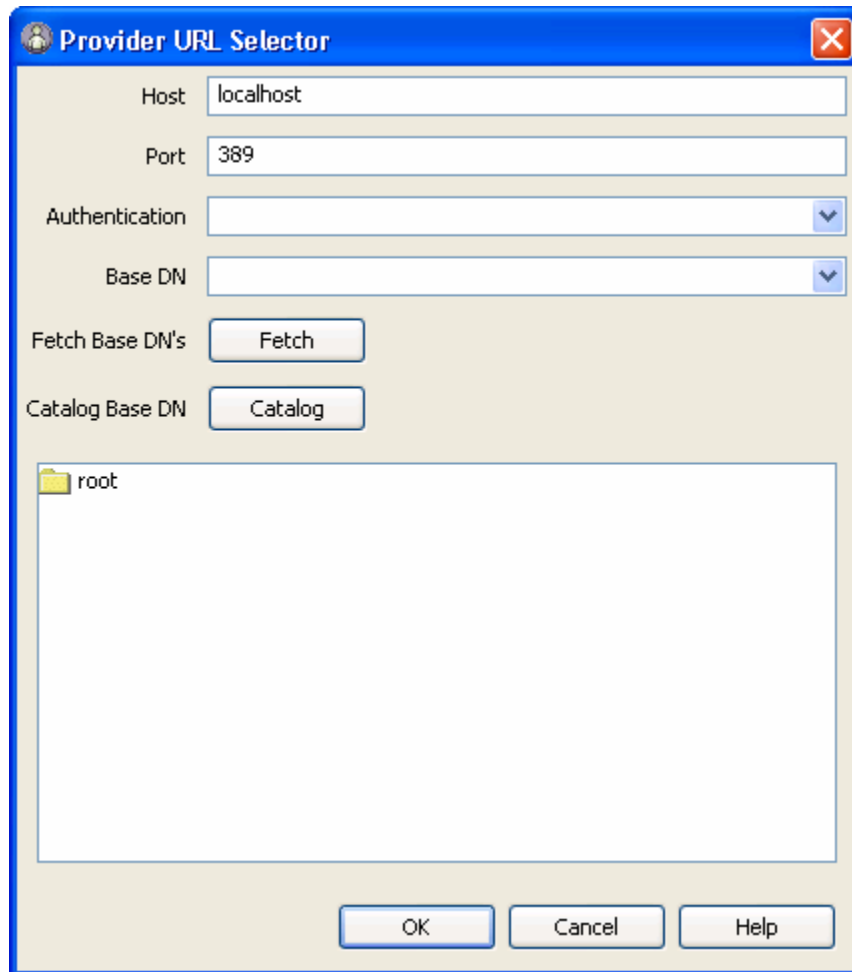 Provider URL Selector
Host localhost
Port 389
Authentication
Base DN
Fetch Base DN's Fetch
Catalog Base DN Catalog
root
OK Cancel Help